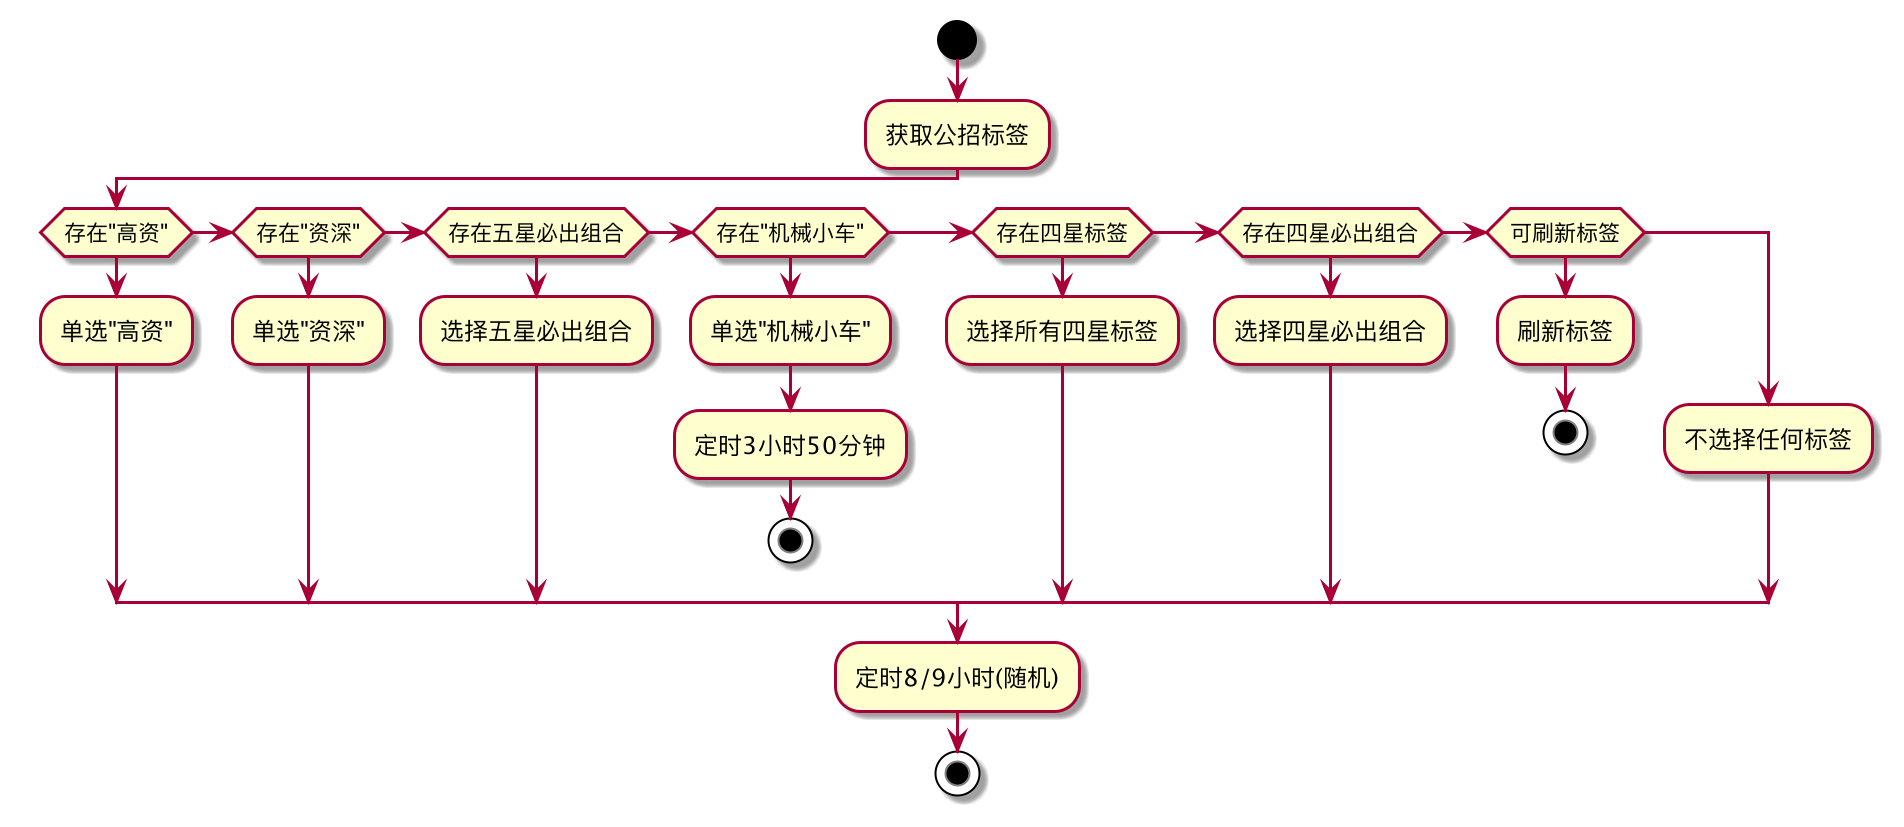 获取公招标签
存在"高资"
存在"资深"
存在五星必出组合
存在"机械小车"
存在四星标签
存在四星必出组合
可刷新标签
单选"高资"
单选"资深"
选择五星必出组合
单选"机械小车"
选择所有四星标签
选择四星必出组合
刷新标签
定时3小时50分钟
不选择任何标签
定时8/9小时(随机)